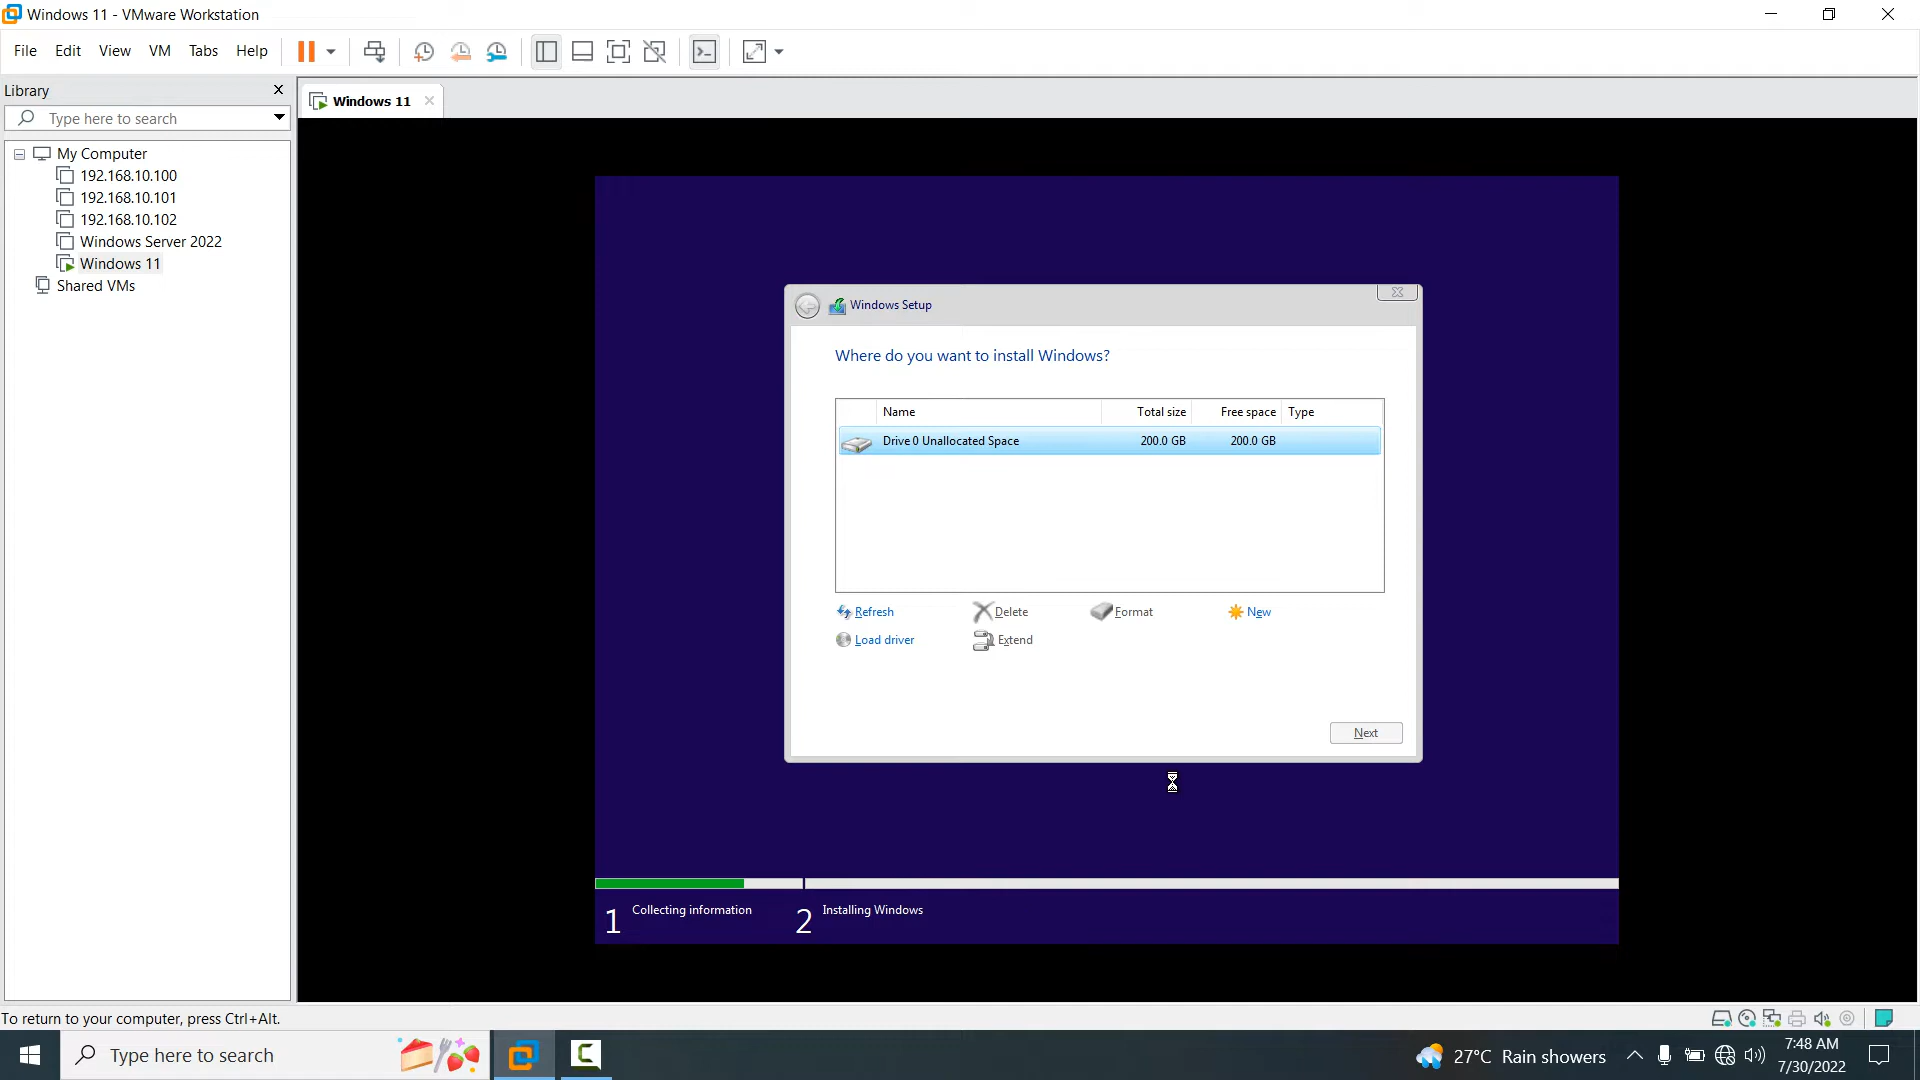 Windows 11 - VMware Workstation
File Edit View VM Tabs Help
Library
Type here to search
My Computer
192.168.10.100
192.168.10.101
192.168.10.102
Windows Server 2022
Windows 11
Shared VMs
Windows 11
Windows Setup
Where do you want to install Windows?
Name Total size Free space Type
Drive 0 Unallocated Space 200.0 GB 200.0 GB
Refresh Delete Format New
Load driver Extend
Next
1 Collecting information 2 Installing Windows
To return to your computer, press Ctrl+Alt.
Type here to search
27°C Rain showers
7:48 AM
7/30/2022